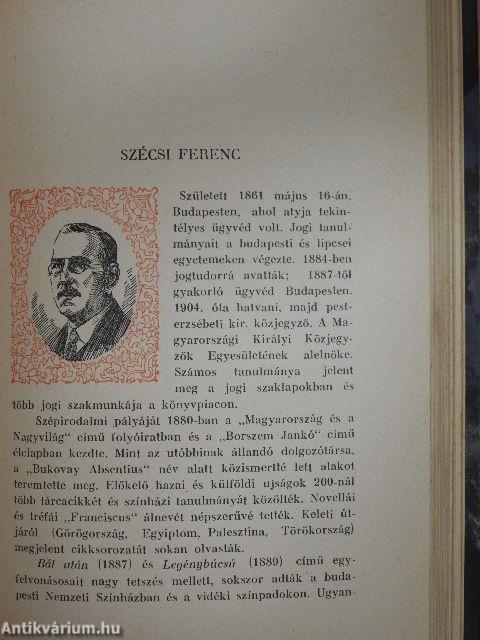 SZÉCSI FERENC
Született 1861 május 16-án,
Budapesten, ahol atyja tekin-
télyes ügyvéd volt. Jogi tanul-
mányait a budapesti és lipcsei
egyetemeken végezte. 1884-ben
jogtudorrá avatták; 1887-től
gyakorló ügyvéd Budapesten.
1904. óta hatvani, majd pest-
erzsébeti kir. közjegyző. A Ma-
gyarországi Királyi Közjegy-
zők Egyesületének alelnöke.
Számos tanulmánya jelent
meg a jogi szaklapokban és
több jogi szakmunkája a könyvpiacon.
Szépirodalmi pályáját 1880-ban a „Magyarország és a
Nagyvilág“ című folyóiratban és a „Borszem Jankó“ című
élclapban kezdte. Mint az utóbbinak állandó dolgozótársa,
a „Bukovay Absentius“ név alatt közismertté lett alakot
teremtette meg. Előkelő hazai és külföldi ujságok 200-nál
több tárcacikkét és színházi tanulmányát közölték. Novellái
és tréfái „Franciscus“ álnevét népszerűvé tették. Keleti út-
járól (Görögország, Egyiptom, Palesztina, Törökország)
megjelent cikksorozatát sokan olvasták.
Bál után (1887) és Legénybúcsú (1889) című egy-
felvonásosait nagy tetszés mellett, sokszor adták a buda-
pesti Nemzeti Színházban és a vidéki színpadokon. Ugyan-
Antikvárium.hu